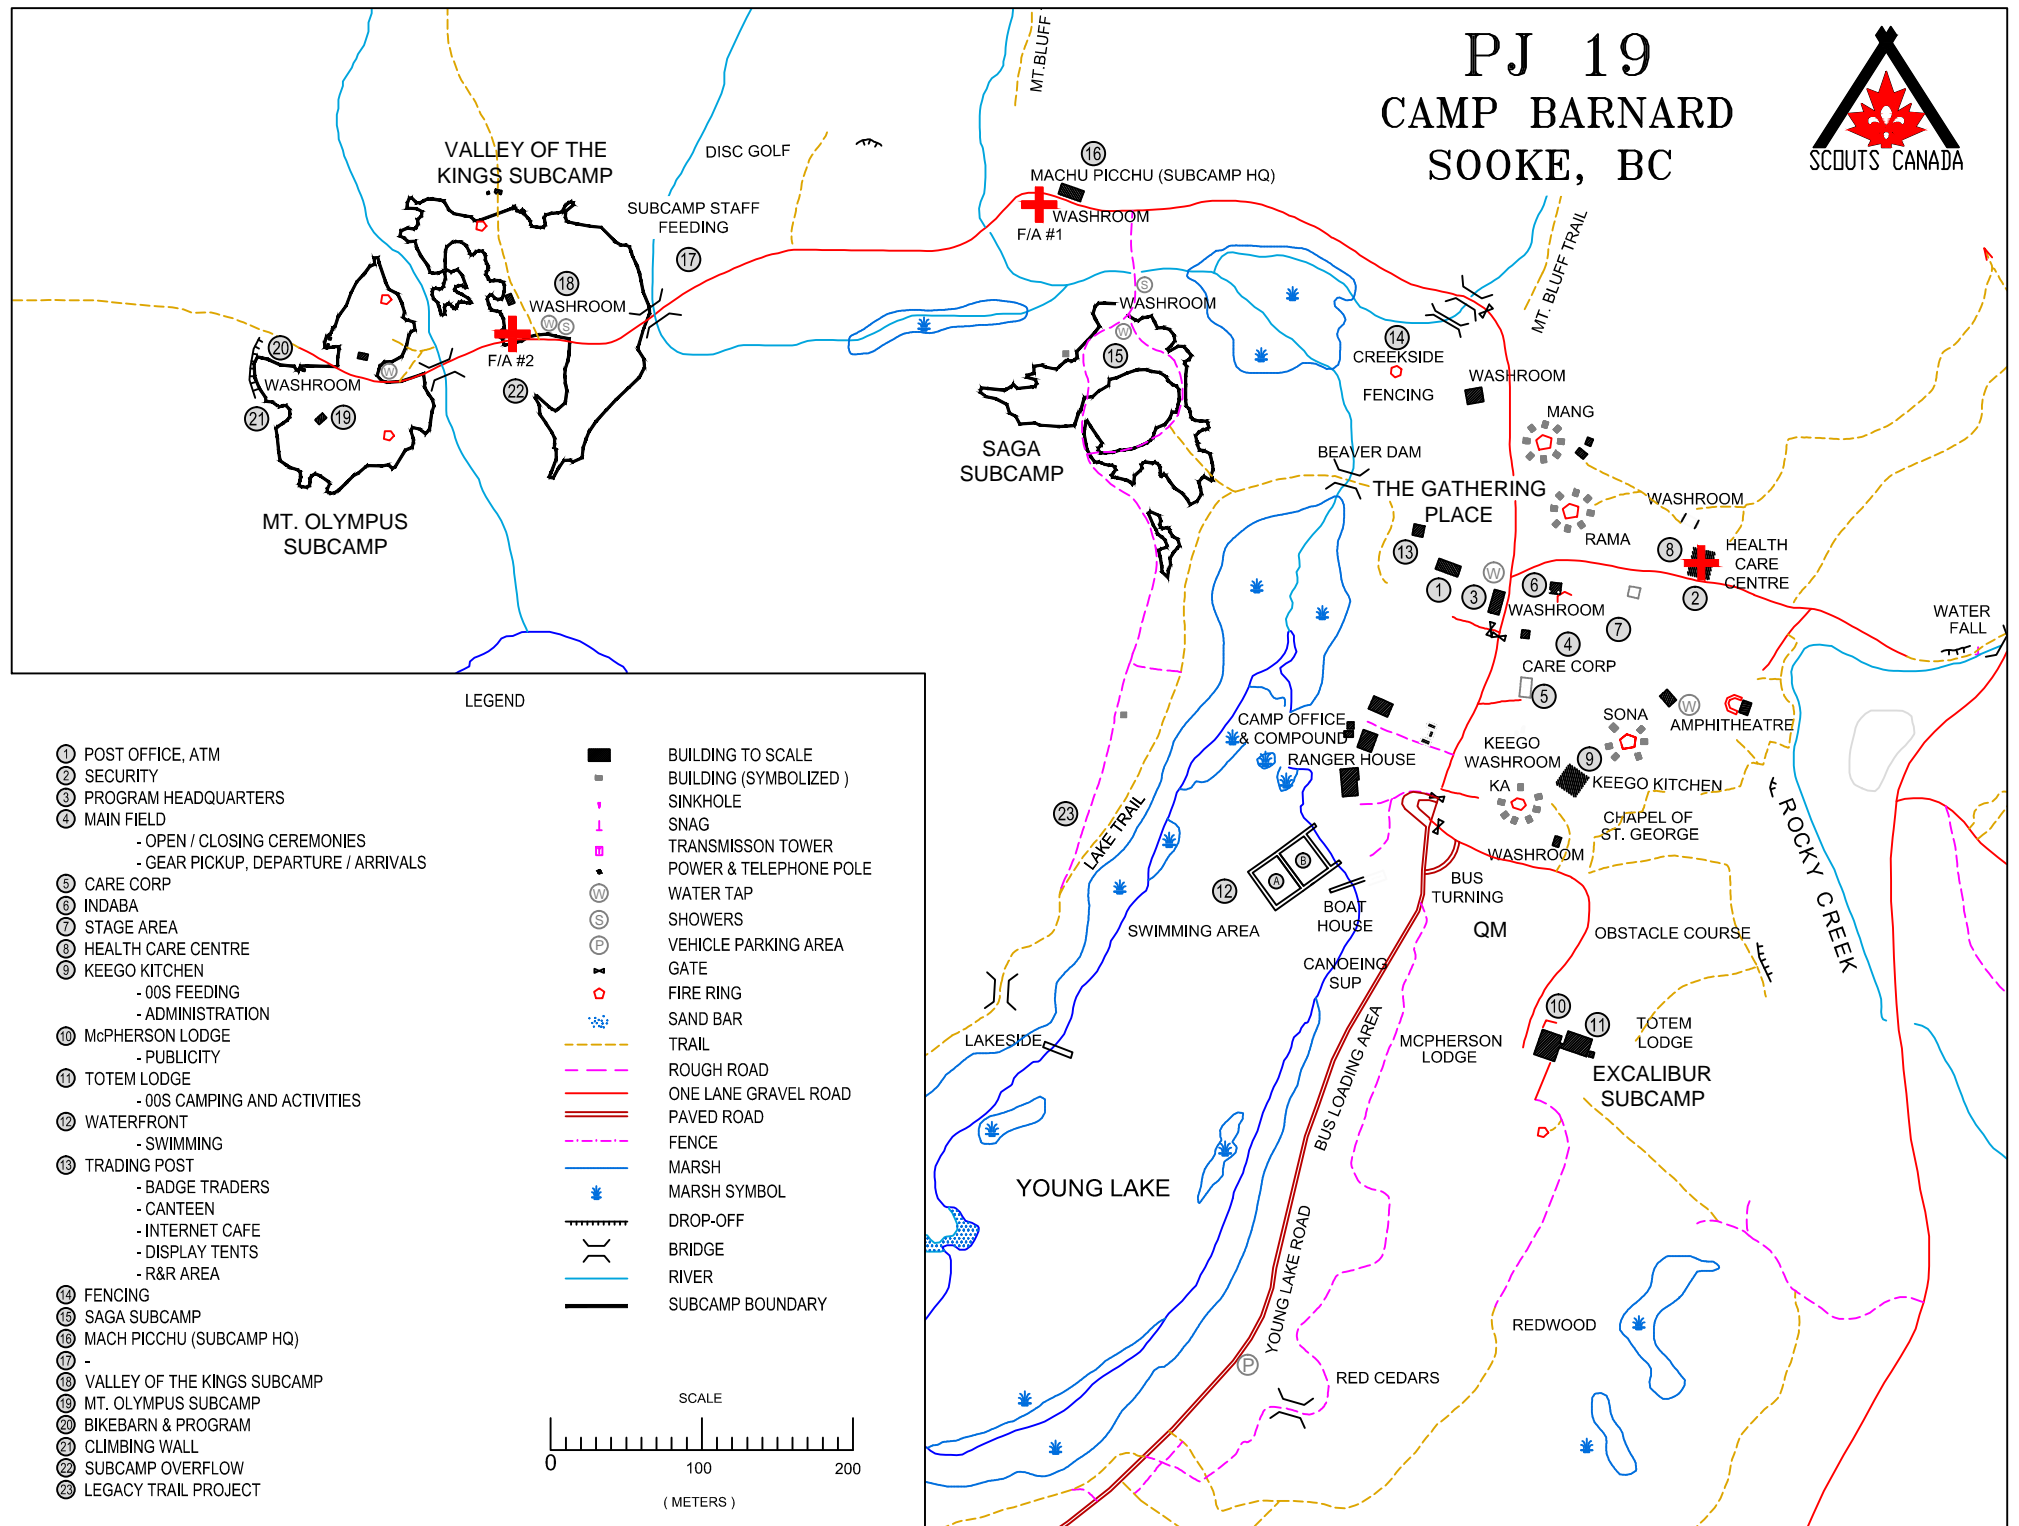 PJ 19
CAMP BARNARD
SOOKE, BC
SCOUTS CANADA
MT.BLUFF
VALLEY OF THE
KINGS SUBCAMP
DISC GOLF
SUBCAMP STAFF
FEEDING
17
16
MACHU PICCHU (SUBCAMP HQ)
WASHROOM
F/A #1
MT. BLUFF TRAIL
18
WASHROOM
W S
F/A #2
22
20
WASHROOM
W
21
19
MT. OLYMPUS
SUBCAMP
S
WASHROOM
W
15
SAGA
SUBCAMP
14
CREEKSIDE
FENCING
WASHROOM
MANG
BEAVER DAM
THE GATHERING
PLACE
RAMA
WASHROOM
8
HEALTH
CARE
CENTRE
2
13
1
3
W
6
WASHROOM
7
4
CARE CORP
5
WATER
FALL
CAMP OFFICE
& COMPOUND
RANGER HOUSE
SONA
W
AMPHITHEATRE
KEEGO
WASHROOM
9
KEEGO KITCHEN
KA
CHAPEL OF
ST. GEORGE
WASHROOM
ROCKY CREEK
23
LAKE TRAIL
12
A
B
SWIMMING AREA
BOAT
HOUSE
BUS
TURNING
QM
OBSTACLE COURSE
CANOEING
SUP
BUS LOADING AREA
LAKESIDE
10
11
MCPHERSON
LODGE
TOTEM
LODGE
EXCALIBUR
SUBCAMP
YOUNG LAKE
YOUNG LAKE ROAD
P
RED CEDARS
REDWOOD
LEGEND
1 POST OFFICE, ATM
2 SECURITY
3 PROGRAM HEADQUARTERS
4 MAIN FIELD
- OPEN / CLOSING CEREMONIES
- GEAR PICKUP, DEPARTURE / ARRIVALS
5 CARE CORP
6 INDABA
7 STAGE AREA
8 HEALTH CARE CENTRE
9 KEEGO KITCHEN
- 00S FEEDING
- ADMINISTRATION
10 McPHERSON LODGE
- PUBLICITY
11 TOTEM LODGE
- 00S CAMPING AND ACTIVITIES
12 WATERFRONT
- SWIMMING
13 TRADING POST
- BADGE TRADERS
- CANTEEN
- INTERNET CAFE
- DISPLAY TENTS
- R&R AREA
14 FENCING
15 SAGA SUBCAMP
16 MACH PICCHU (SUBCAMP HQ)
17 -
18 VALLEY OF THE KINGS SUBCAMP
19 MT. OLYMPUS SUBCAMP
20 BIKEBARN & PROGRAM
21 CLIMBING WALL
22 SUBCAMP OVERFLOW
23 LEGACY TRAIL PROJECT
BUILDING TO SCALE
BUILDING (SYMBOLIZED )
SINKHOLE
SNAG
TRANSMISSON TOWER
POWER & TELEPHONE POLE
W WATER TAP
S SHOWERS
P VEHICLE PARKING AREA
GATE
FIRE RING
SAND BAR
TRAIL
ROUGH ROAD
ONE LANE GRAVEL ROAD
PAVED ROAD
FENCE
MARSH
MARSH SYMBOL
DROP-OFF
BRIDGE
RIVER
SUBCAMP BOUNDARY
SCALE
0 100 200
( METERS )